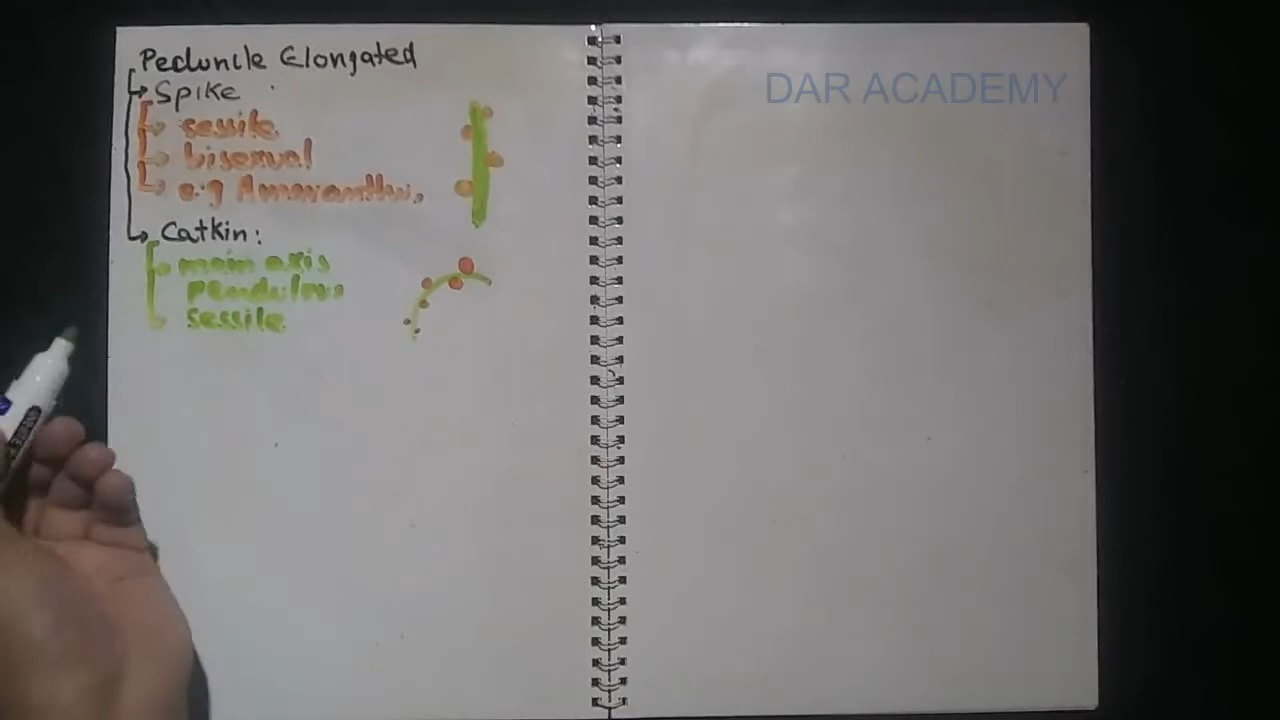 Peduncle Elongated
Spike
sessile
bisexual
e.g Amaranthus
Catkin:
main axis
pendulous
sessile
DAR ACADEMY